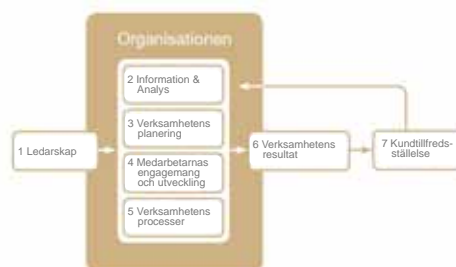 Organisationen
1 Ledarskap
2 Information &
Analys
3 Verksamhetens
planering
4 Medarbetarnas
engagemang
och utveckling
5 Verksamhetens
processer
6 Verksamhetens
resultat
7 Kundtillfreds-
ställelse